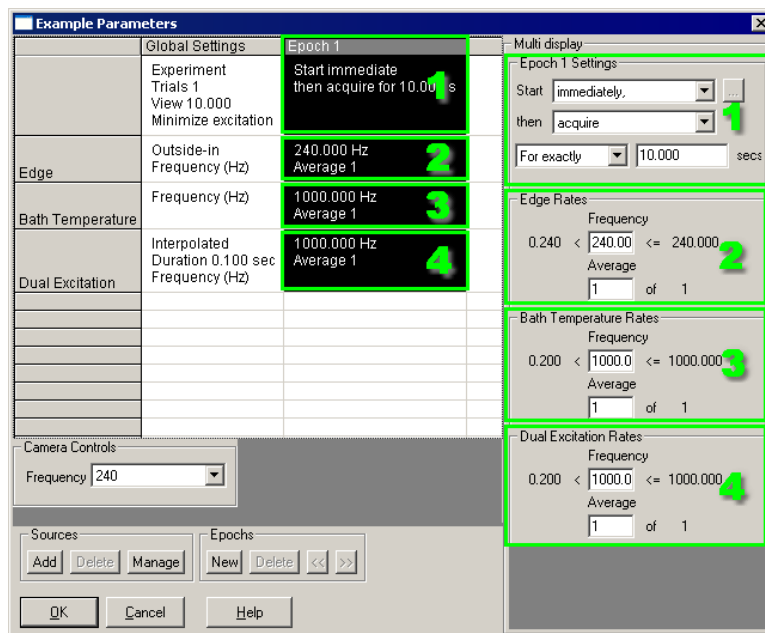 Example Parameters
Global Settings
Epoch 1
Experiment
Trials 1
View 10.000
Minimize excitation
Start immediate
then acquire for 10.00 s
1
Edge
Outside-in
Frequency (Hz)
240.000 Hz
Average 1
2
Bath Temperature
Frequency (Hz)
1000.000 Hz
Average 1
3
Dual Excitation
Interpolated
Duration 0.100 sec
Frequency (Hz)
1000.000 Hz
Average 1
4
Camera Controls
Frequency 240
Sources
Add Delete Manage
Epochs
New Delete << >>
OK Cancel Help
Multi display
Epoch 1 Settings
Start immediately, ...
then acquire
1
For exactly 10.000 secs
Edge Rates
Frequency
0.240 < 240.00 <= 240.000
2
Average
1 of 1
Bath Temperature Rates
Frequency
0.200 < 1000.0 <= 1000.000
3
Average
1 of 1
Dual Excitation Rates
Frequency
0.200 < 1000.0 <= 1000.000
4
Average
1 of 1